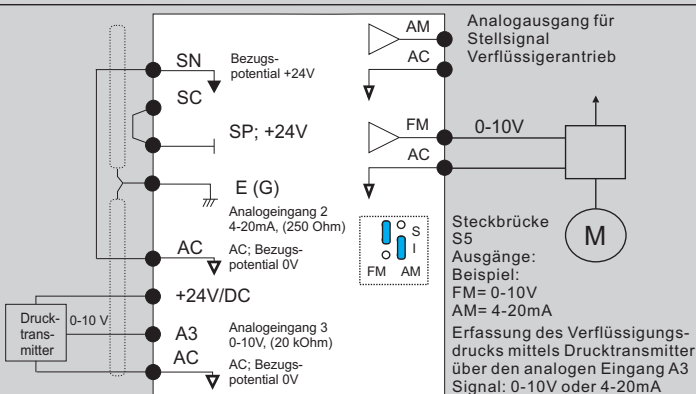 SN
Bezugs-
potential +24V
SC
SP; +24V
E (G)
Analogeingang 2
4-20mA, (250 Ohm)
AC
AC; Bezugs-
potential 0V
+24V/DC
Druck-
trans-
mitter
0-10 V
A3
Analogeingang 3
0-10V, (20 kOhm)
AC
AC; Bezugs-
potential 0V
AM
AC
Analogausgang für
Stellsignal
Verflüssigerantrieb
FM
0-10V
AC
S
I
FM AM
M
Steckbrücke
S5
Ausgänge:
Beispiel:
FM= 0-10V
AM= 4-20mA
Erfassung des Verflüssigungs-
drucks mittels Drucktransmitter
über den analogen Eingang A3
Signal: 0-10V oder 4-20mA